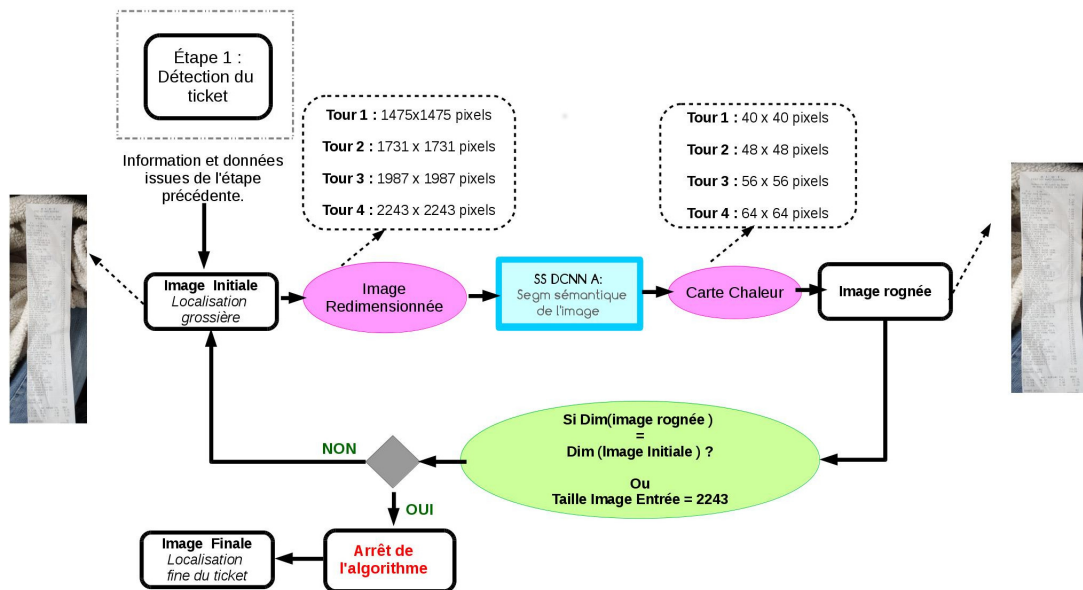 Étape 1 :
Détection du
ticket
Information et données
issues de l'étape
précédente.
Tour 1 : 1475x1475 pixels
Tour 2 : 1731 x 1731 pixels
Tour 3 : 1987 x 1987 pixels
Tour 4 : 2243 x 2243 pixels
Tour 1 : 40 x 40 pixels
Tour 2 : 48 x 48 pixels
Tour 3 : 56 x 56 pixels
Tour 4 : 64 x 64 pixels
Image Initiale
Localisation
grossière
Image
Redimensionnée
SS DCNN A:
Segm sémantique
de l'image
Carte Chaleur
Image rognée
Si Dim(image rognée )
=
Dim (Image Initiale ) ?
Ou
Taille Image Entrée = 2243
NON
OUI
Arrêt de
l'algorithme
Image Finale
Localisation
fine du ticket